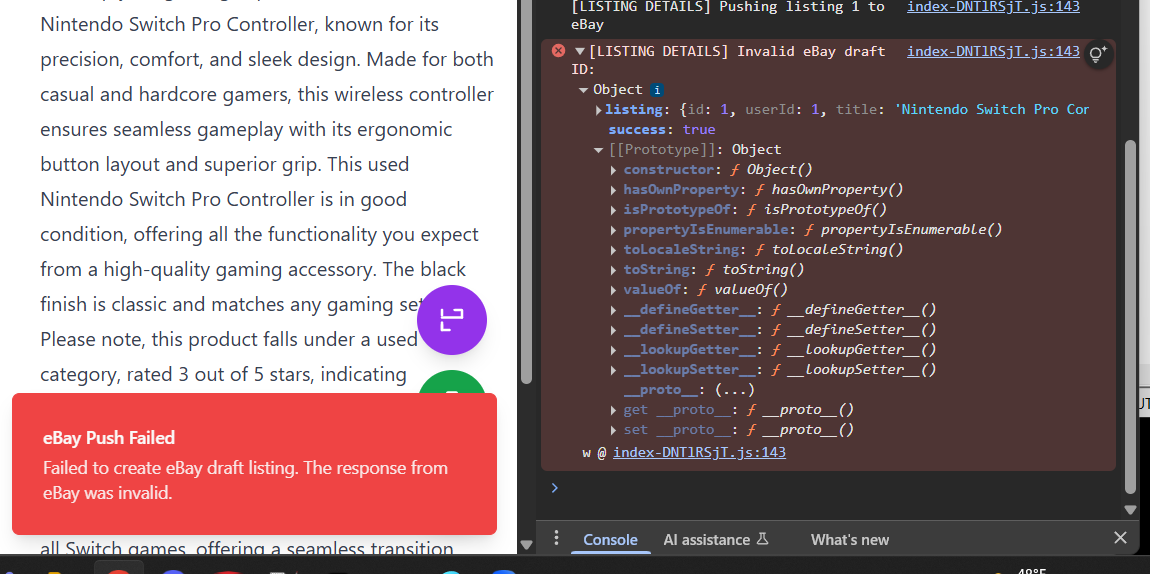 Nintendo Switch Pro Controller, known for its
precision, comfort, and sleek design. Made for both
casual and hardcore gamers, this wireless controller
ensures seamless gameplay with its ergonomic
button layout and superior grip. This used
Nintendo Switch Pro Controller is in good
condition, offering all the functionality you expect
from a high-quality gaming accessory. The black
finish is classic and matches any gaming set
Please note, this product falls under a used
category, rated 3 out of 5 stars, indicating
eBay Push Failed
Failed to create eBay draft listing. The response from
eBay was invalid.
all Switch games, offering a seamless transition
[LISTING DETAILS] Pushing listing 1 to index-DNTlRSjT.js:143
eBay
[LISTING DETAILS] Invalid eBay draft index-DNTlRSjT.js:143
ID:
Object i
listing: {id: 1, userId: 1, title: 'Nintendo Switch Pro Cor
success: true
[[Prototype]]: Object
constructor: ƒ Object()
hasOwnProperty: ƒ hasOwnProperty()
isPrototypeOf: ƒ isPrototypeOf()
propertyIsEnumerable: ƒ propertyIsEnumerable()
toLocaleString: ƒ toLocaleString()
toString: ƒ toString()
valueOf: ƒ valueOf()
__defineGetter__: ƒ __defineGetter__()
__defineSetter__: ƒ __defineSetter__()
__lookupGetter__: ƒ __lookupGetter__()
__lookupSetter__: ƒ __lookupSetter__()
__proto__: (...)
get __proto__: ƒ __proto__()
set __proto__: ƒ __proto__()
w @ index-DNTlRSjT.js:143
Console AI assistance What's new
48°F